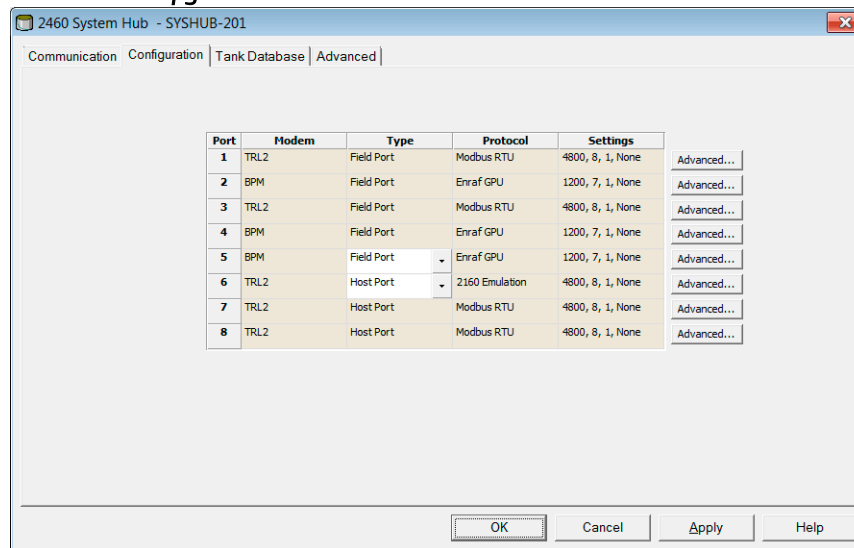 2460 System Hub - SYSHUB-201
Communication Configuration Tank Database Advanced
Port Modem Type Protocol Settings
1 TRL2 Field Port Modbus RTU 4800, 8, 1, None Advanced...
2 BPM Field Port Enraf GPU 1200, 7, 1, None Advanced...
3 TRL2 Field Port Modbus RTU 4800, 8, 1, None Advanced...
4 BPM Field Port Enraf GPU 1200, 7, 1, None Advanced...
5 BPM Field Port Enraf GPU 1200, 7, 1, None Advanced...
6 TRL2 Host Port 2160 Emulation 4800, 8, 1, None Advanced...
7 TRL2 Host Port Modbus RTU 4800, 8, 1, None Advanced...
8 TRL2 Host Port Modbus RTU 4800, 8, 1, None Advanced...
OK Cancel Apply Help